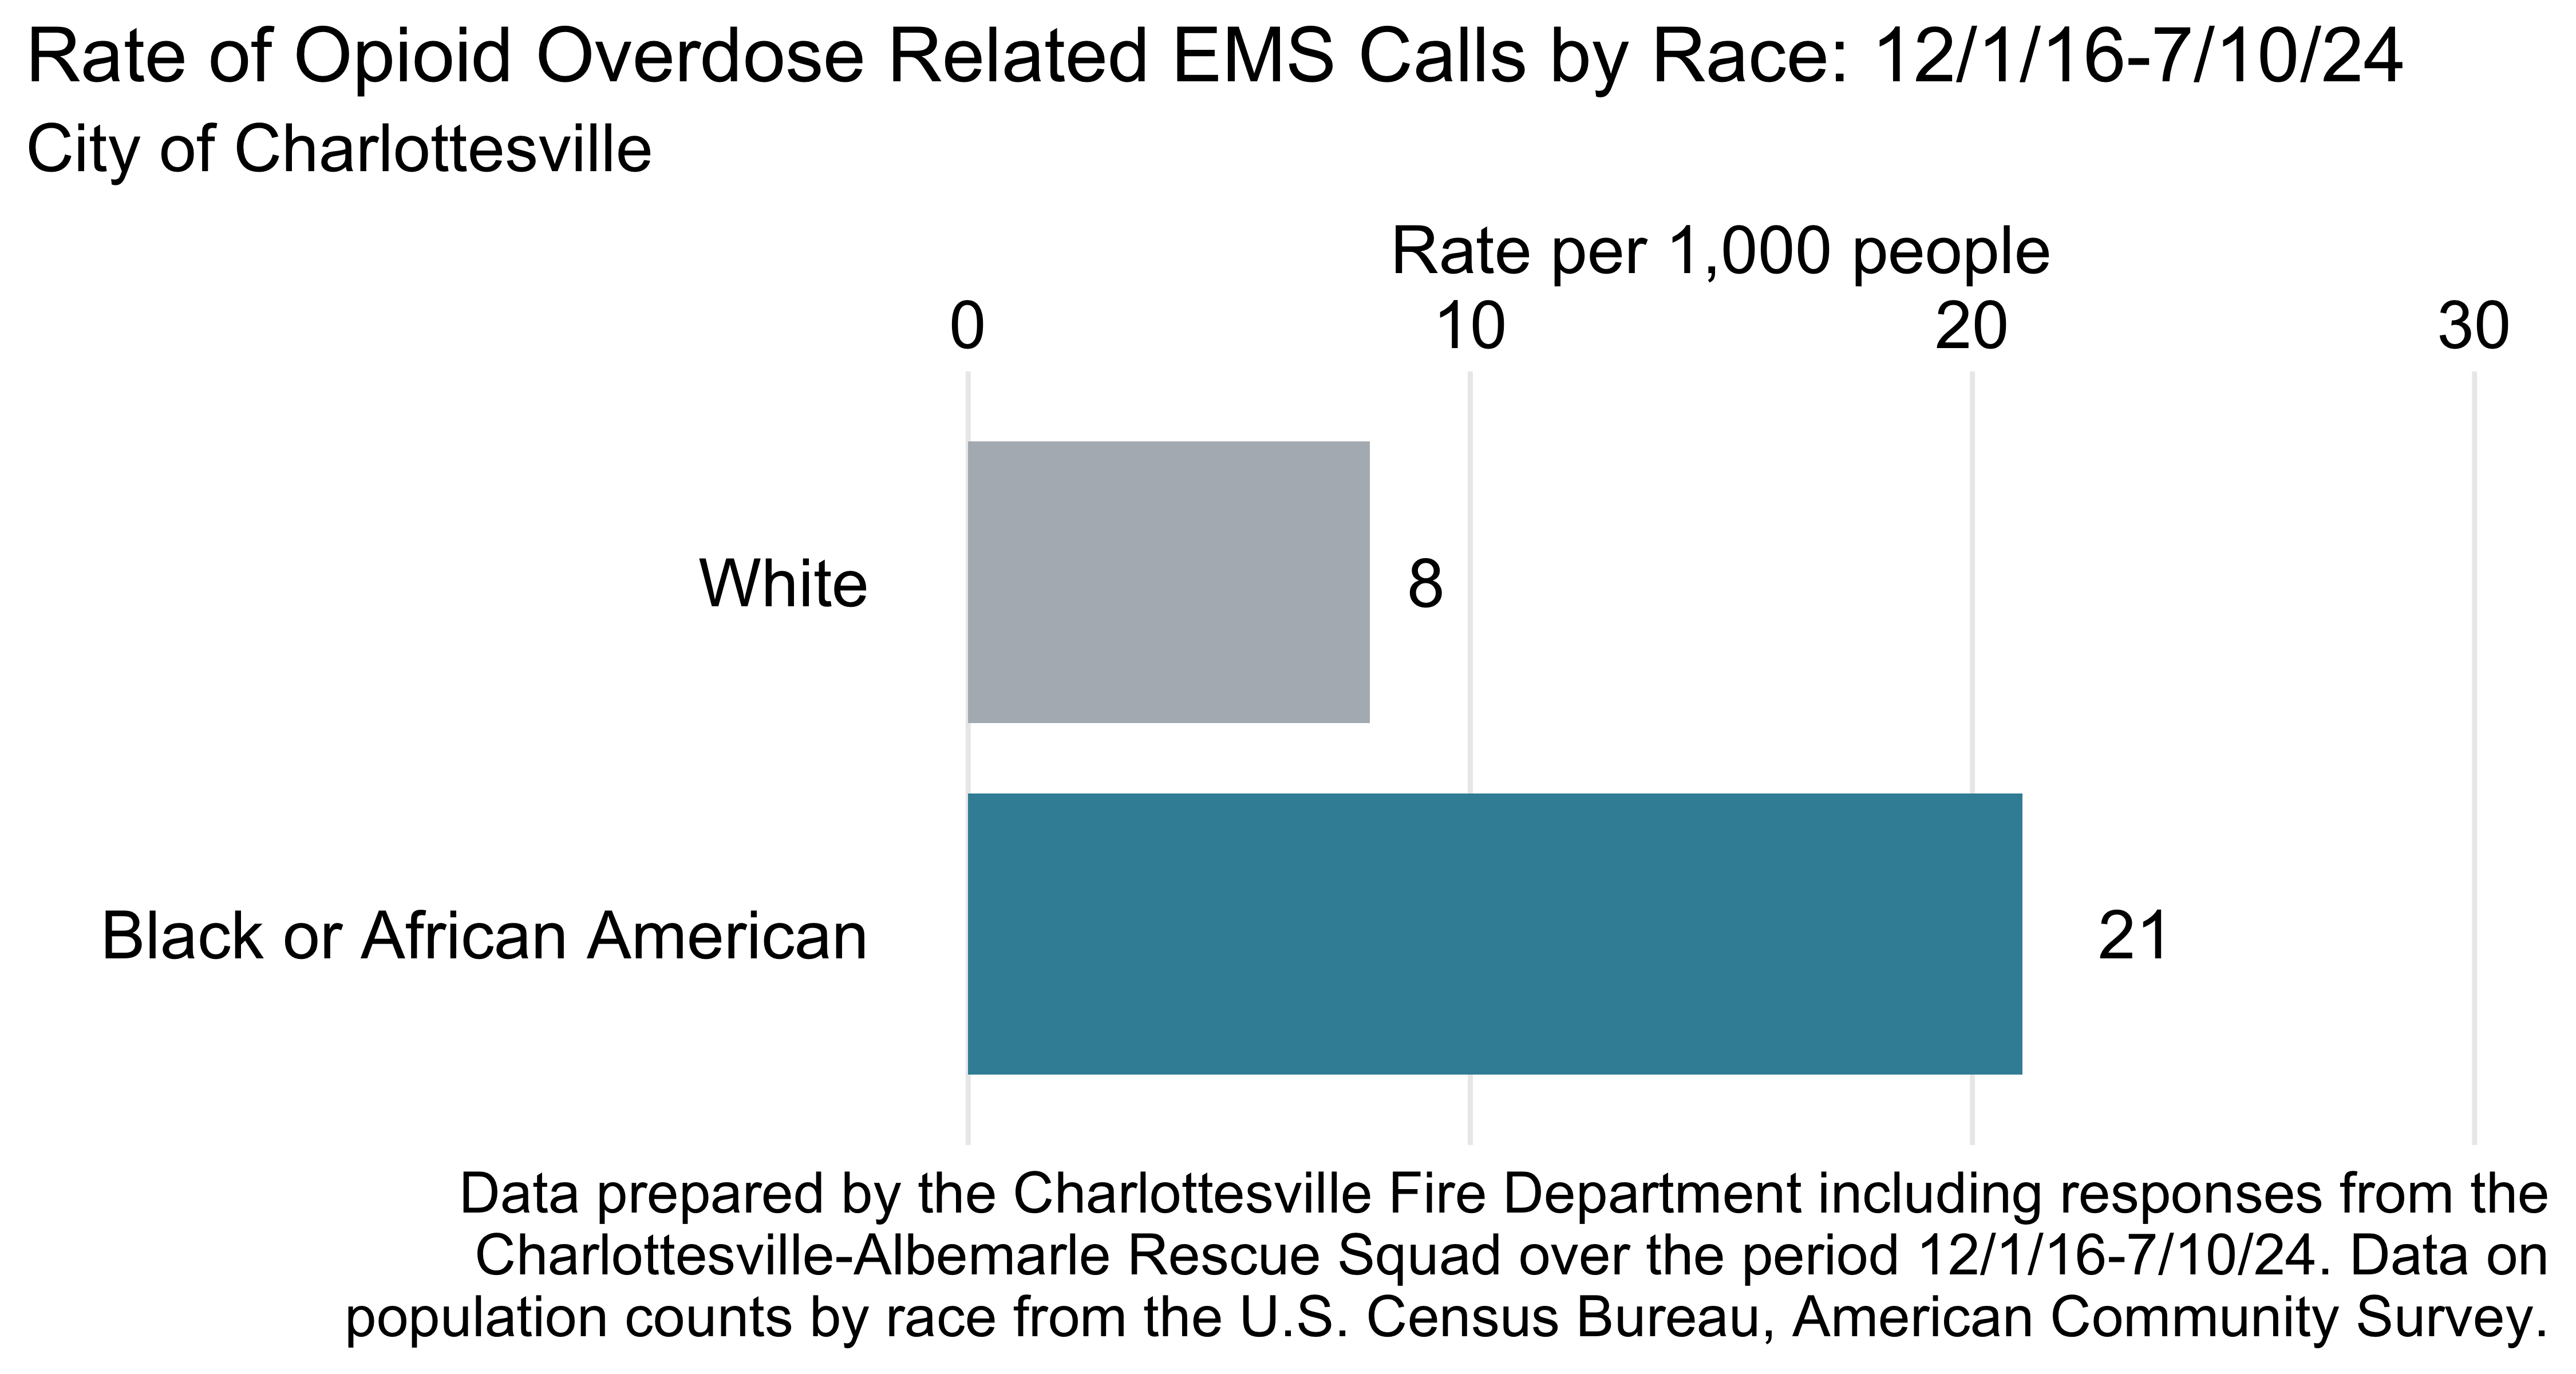 Rate of Opioid Overdose Related EMS Calls by Race: 12/1/16-7/10/24
City of Charlottesville
Rate per 1,000 people
0 10 20 30
White 8
Black or African American 21
Data prepared by the Charlottesville Fire Department including responses from the
Charlottesville-Albemarle Rescue Squad over the period 12/1/16-7/10/24. Data on
population counts by race from the U.S. Census Bureau, American Community Survey.